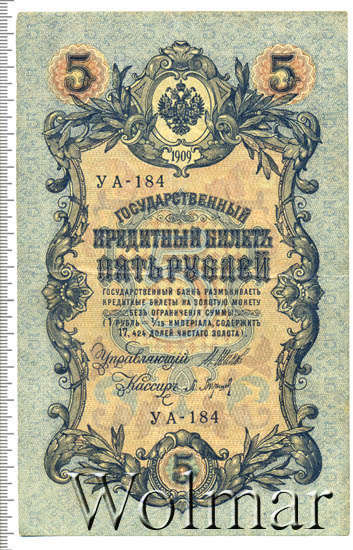 5 5
1909
УА-184
ГОСУДАРСТВЕННЫЙ
КРЕДИТНЫЙ БИЛЕТЪ
ПЯТЬ РУБЛЕЙ
ГОСУДАРСТВЕННЫЙ БАНКЪ РАЗМѢНИВАЕТЪ
КРЕДИТНЫЕ БИЛЕТЫ НА ЗОЛОТУЮ МОНЕТУ
БЕЗЪ ОГРАНИЧЕНІЯ СУММЫ
(1 РУБЛЬ = 1/15 ИМПЕРІАЛА, СОДЕРЖИТЪ
17,424 ДОЛЕЙ ЧИСТАГО ЗОЛОТА).
Управляющій
Кассиръ
УА-184
5
Wolmar